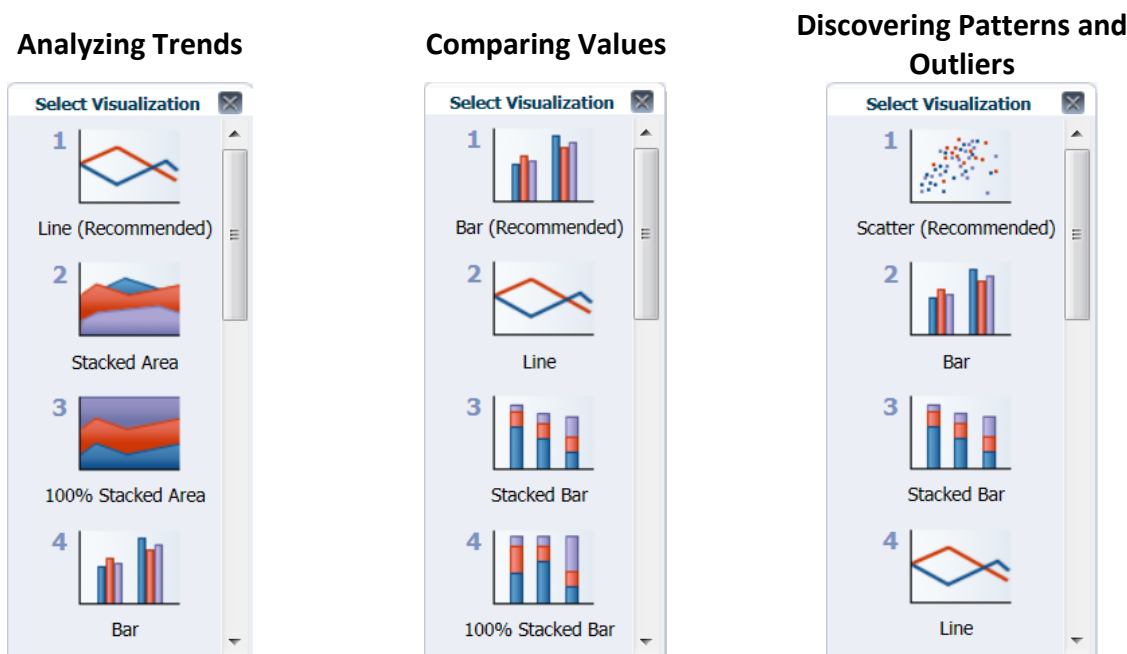 Analyzing Trends
Select Visualization
1
Line (Recommended)
2
Stacked Area
3
100% Stacked Area
4
Bar
Comparing Values
Select Visualization
1
Bar (Recommended)
2
Line
3
Stacked Bar
4
100% Stacked Bar
Discovering Patterns and
Outliers
Select Visualization
1
Scatter (Recommended)
2
Bar
3
Stacked Bar
4
Line